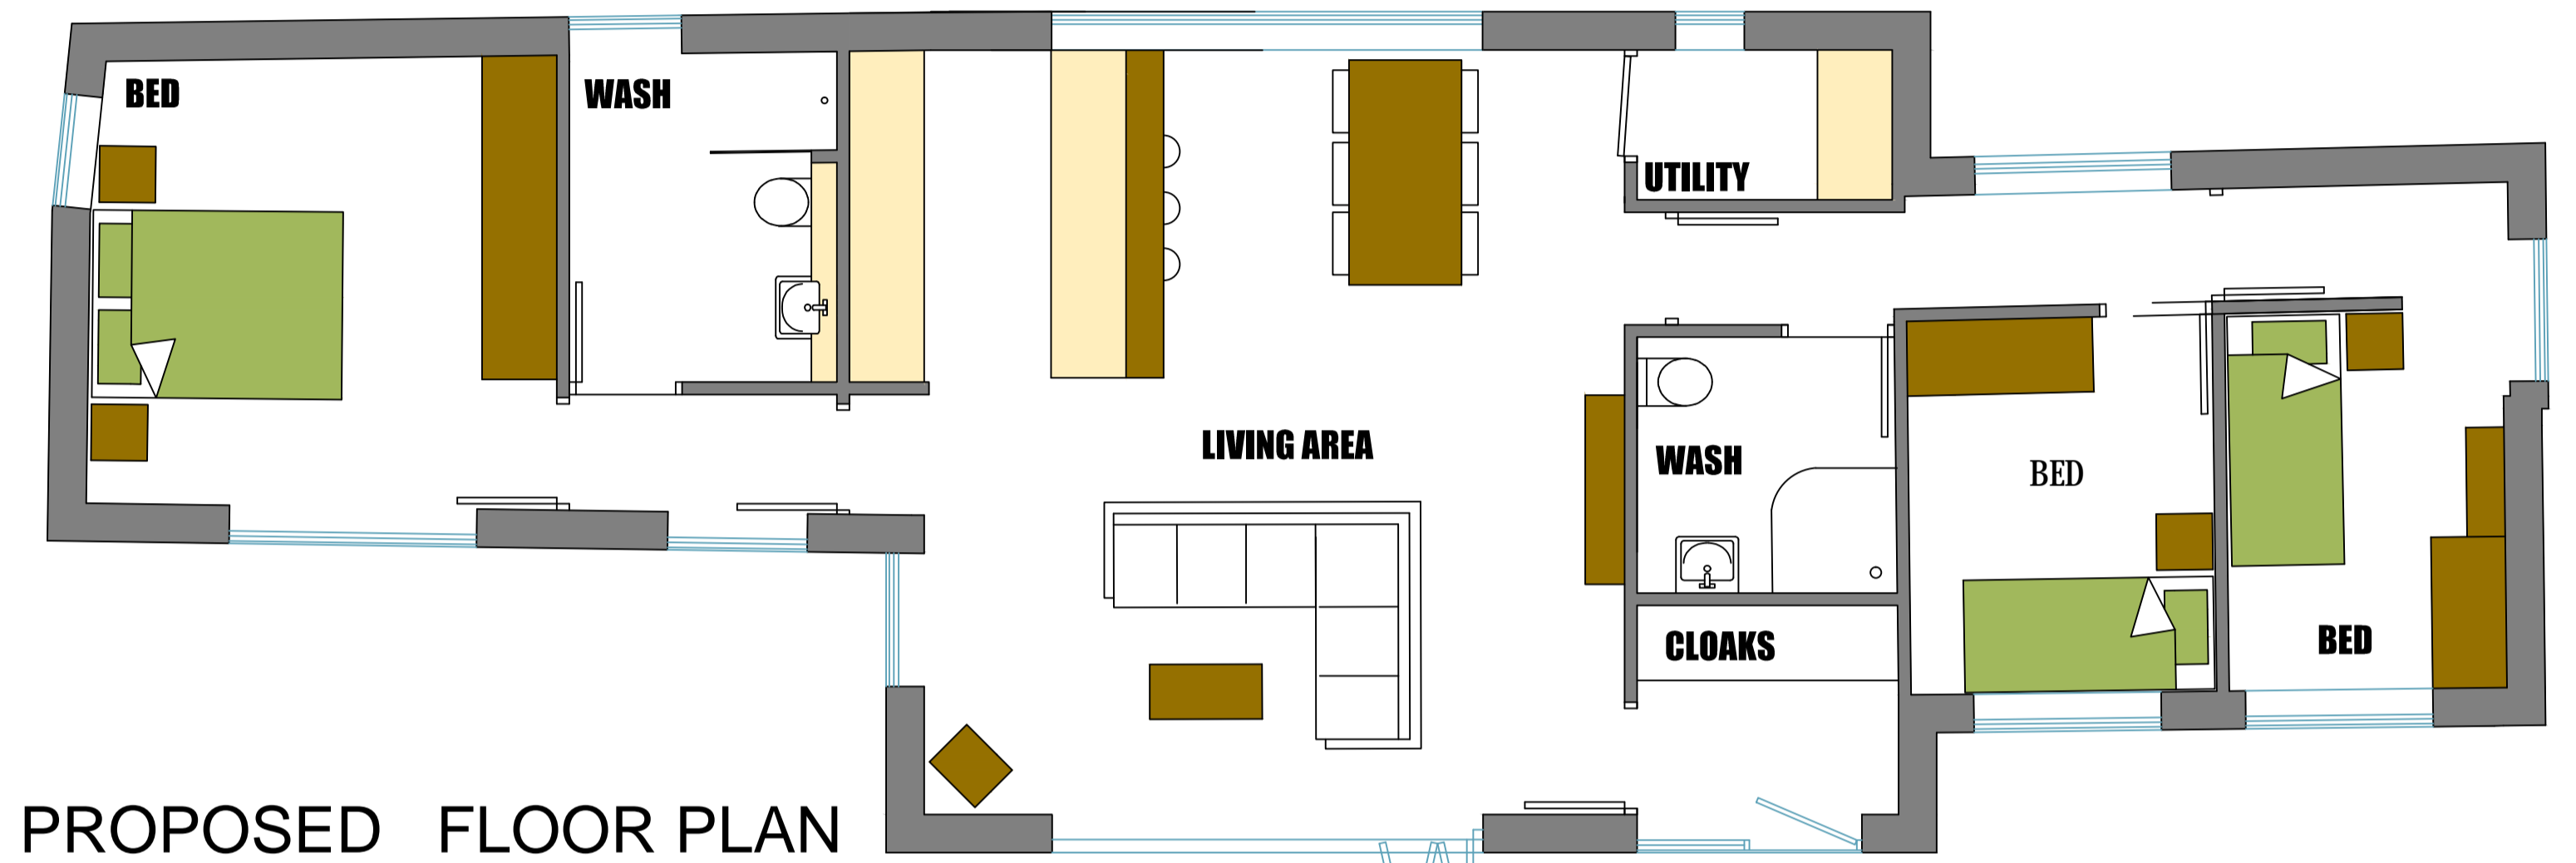 BED
WASH
UTILITY
LIVING AREA
WASH
BED
CLOAKS
BED
PROPOSED FLOOR PLAN